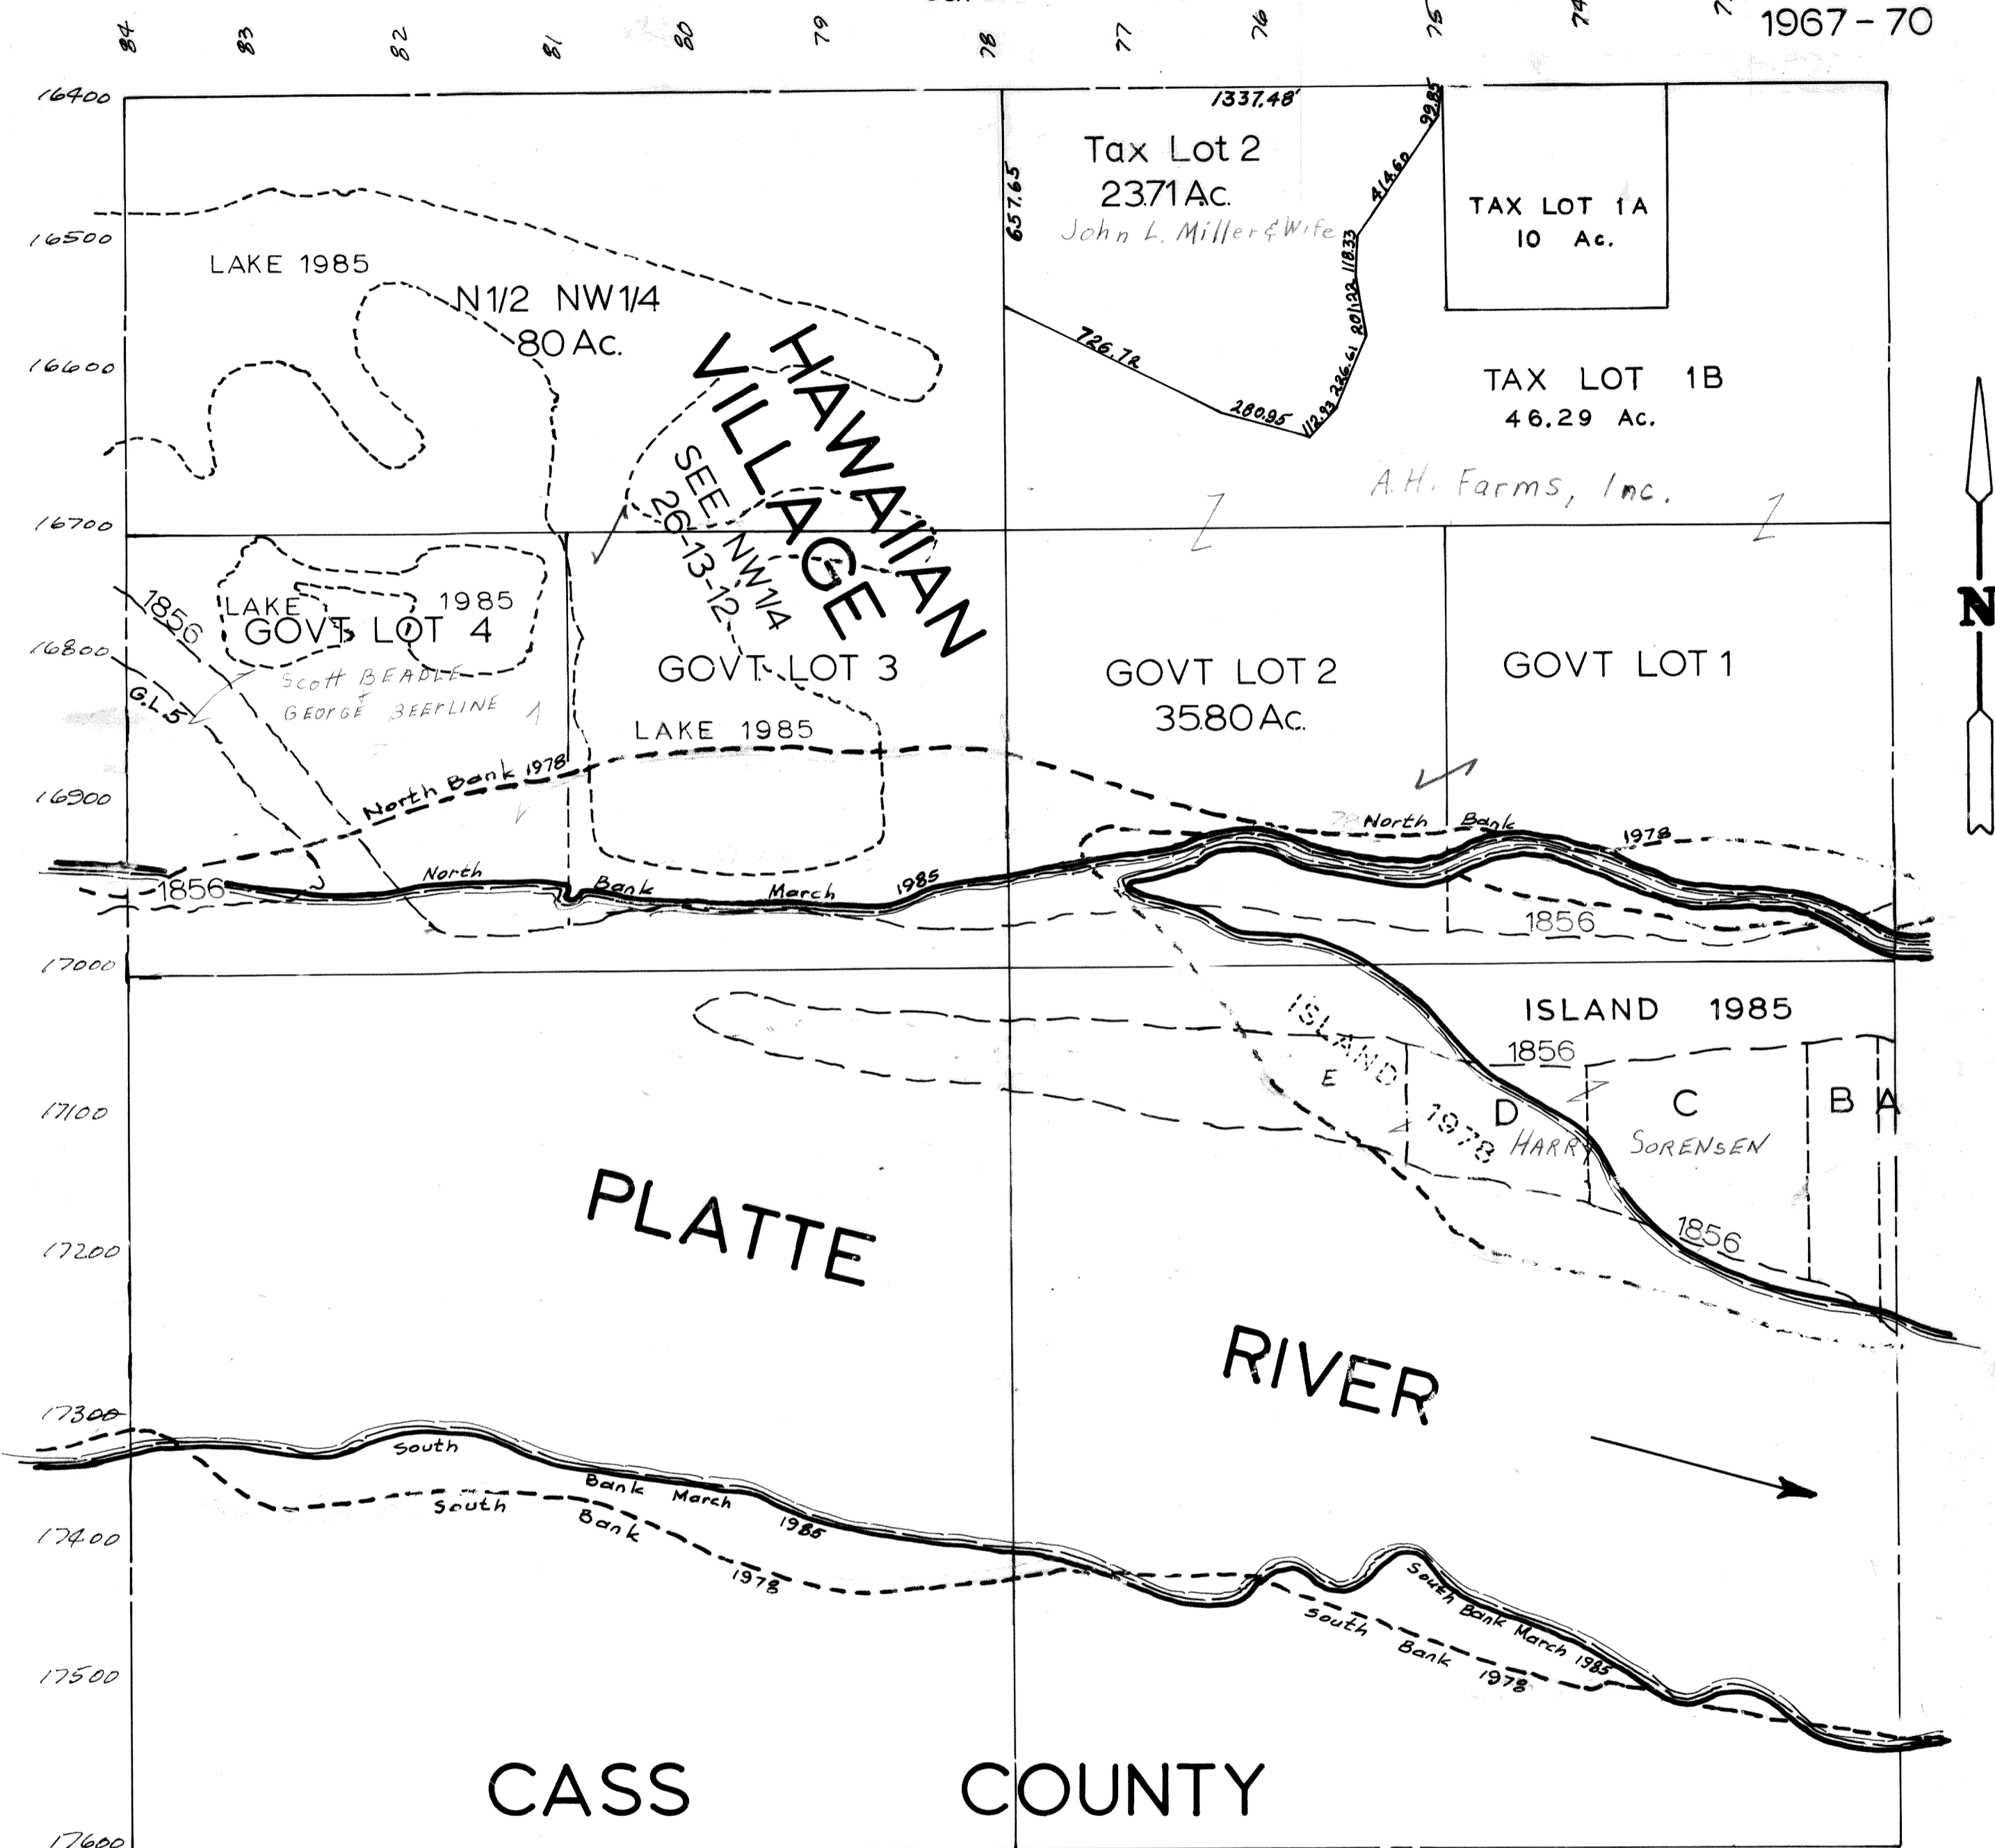 84 83 82 81 80 79 78 77 76 75 74
1967-70
16400
16500
16600
16700
16800
16900
17000
17100
17200
17300
17400
17500
17600
1337.48'
99.85
414.60
118.33
201.22
226.61
112.93
280.95
726.72
657.65
Tax Lot 2
23.71 Ac.
John L. Miller & Wife
TAX LOT 1A
10 Ac.
TAX LOT 1B
46.29 Ac.
A.H. Farms, Inc.
LAKE 1985
N1/2 NW1/4
80 Ac.
HAWAIIAN
VILLAGE
SEE NW1/4
26-13-12
LAKE 1985
GOVT LOT 4
Scott BEADLE
+
GEORGE BEERLINE
1856
G.L.5
GOVT LOT 3
LAKE 1985
GOVT LOT 2
35.80 Ac.
GOVT LOT 1
N
North Bank 1978
North Bank 1978
1856
North Bank March 1985
1856
ISLAND 1985
1856
ISLAND 1978
E
D
C
B
A
HARRY SORENSEN
1856
PLATTE
RIVER
South Bank March 1985
South Bank 1978
South Bank March 1985
South Bank 1978
CASS COUNTY